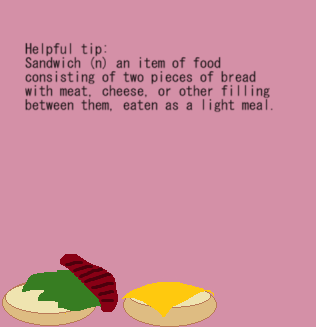 Helpful tip:
Sandwich (n) an item of food
consisting of two pieces of bread
with meat, cheese, or other filling
between them, eaten as a light meal.